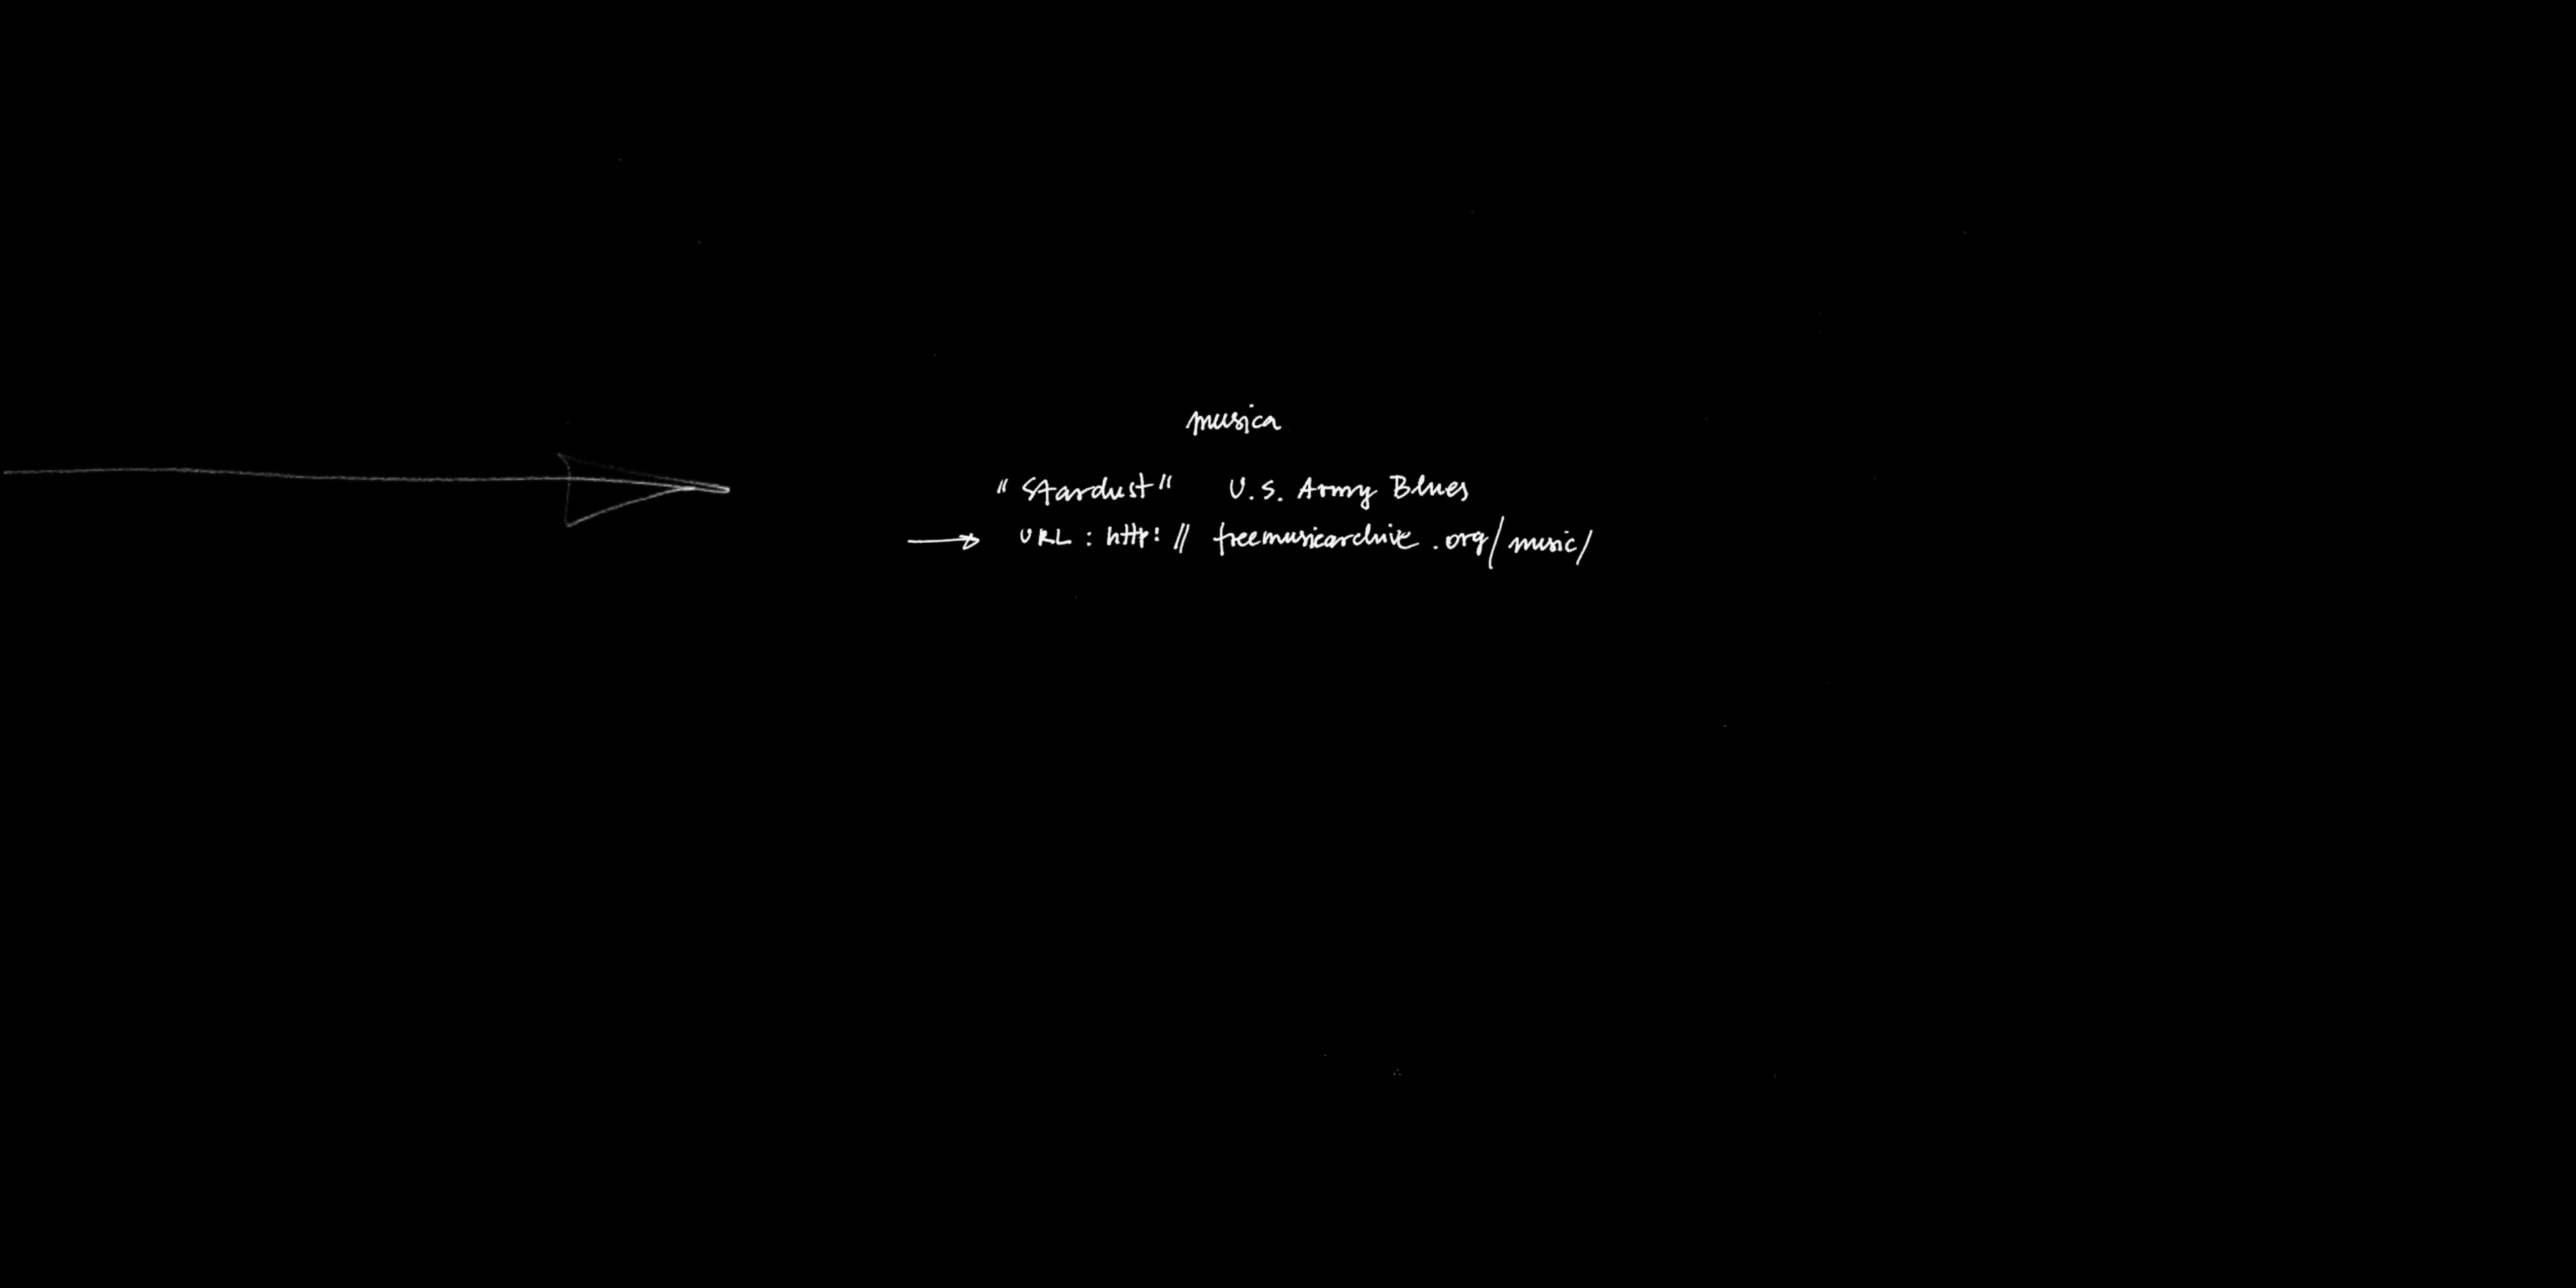 musica
"Stardust" U.S. Army Blues
→ URL : http: // freemusicarchive .org/music/